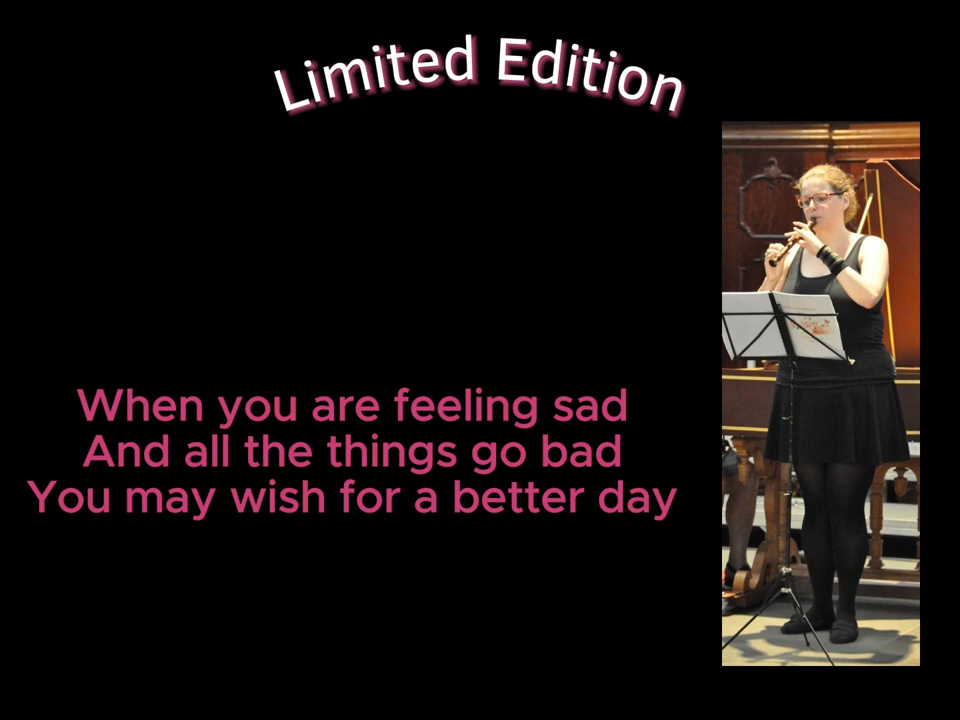 Limited Edition
When you are feeling sad
And all the things go bad
You may wish for a better day